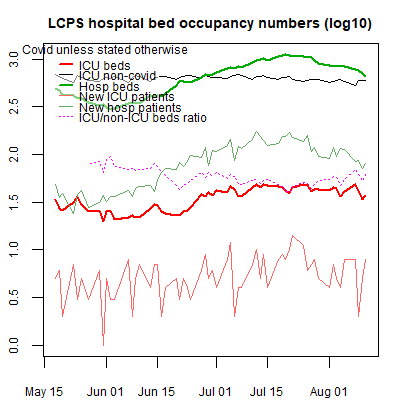 LCPS hospital bed occupancy numbers (log10)
Covid unless stated otherwise
ICU beds
ICU non-covid
Hosp beds
New ICU patients
New hosp patients
ICU/non-ICU beds ratio
3.0
2.5
2.0
1.5
1.0
0.5
0.0
May 15 Jun 01 Jun 15 Jul 01 Jul 15 Aug 01